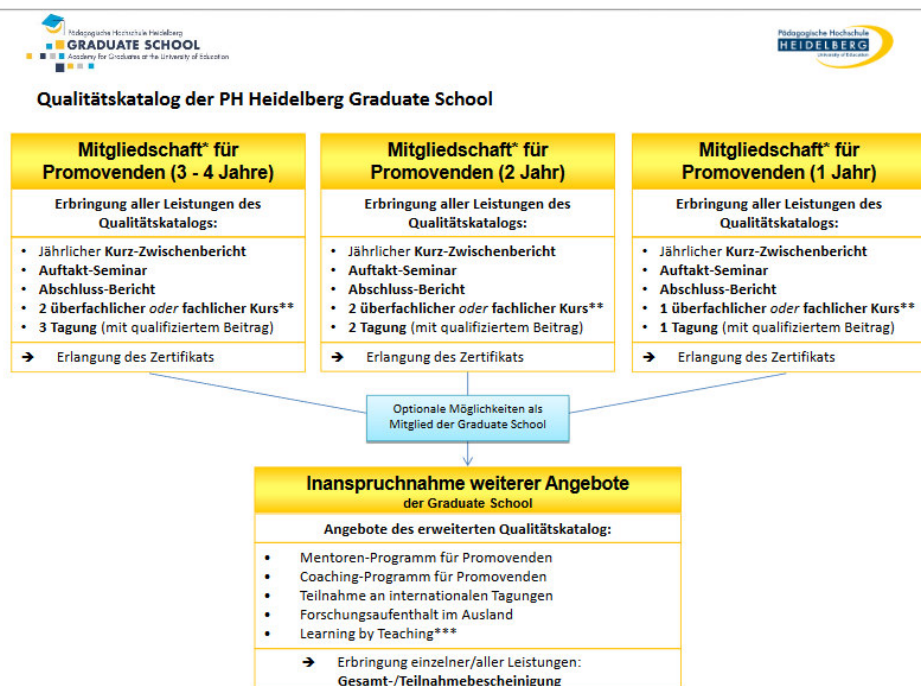 Pädagogische Hochschule Heidelberg
GRADUATE SCHOOL
Academy for Graduates at the University of Education
Pädagogische Hochschule
HEIDELBERG
University of Education
Qualitätskatalog der PH Heidelberg Graduate School
Mitgliedschaft* für
Promovenden (3 - 4 Jahre)
Erbringung aller Leistungen des
Qualitätskatalogs:
• Jährlicher Kurz-Zwischenbericht
• Auftakt-Seminar
• Abschluss-Bericht
• 2 überfachlicher oder fachlicher Kurs**
• 3 Tagung (mit qualifiziertem Beitrag)
➔ Erlangung des Zertifikats
Mitgliedschaft* für
Promovenden (2 Jahr)
Erbringung aller Leistungen des
Qualitätskatalogs:
• Jährlicher Kurz-Zwischenbericht
• Auftakt-Seminar
• Abschluss-Bericht
• 2 überfachlicher oder fachlicher Kurs**
• 2 Tagung (mit qualifiziertem Beitrag)
➔ Erlangung des Zertifikats
Mitgliedschaft* für
Promovenden (1 Jahr)
Erbringung aller Leistungen des
Qualitätskatalogs:
• Jährlicher Kurz-Zwischenbericht
• Auftakt-Seminar
• Abschluss-Bericht
• 1 überfachlicher oder fachlicher Kurs**
• 1 Tagung (mit qualifiziertem Beitrag)
➔ Erlangung des Zertifikats
Optionale Möglichkeiten als
Mitglied der Graduate School
Inanspruchnahme weiterer Angebote
der Graduate School
Angebote des erweiterten Qualitätskatalog:
• Mentoren-Programm für Promovenden
• Coaching-Programm für Promovenden
• Teilnahme an internationalen Tagungen
• Forschungsaufenthalt im Ausland
• Learning by Teaching***
➔ Erbringung einzelner/aller Leistungen:
Gesamt-/Teilnahmebescheinigung